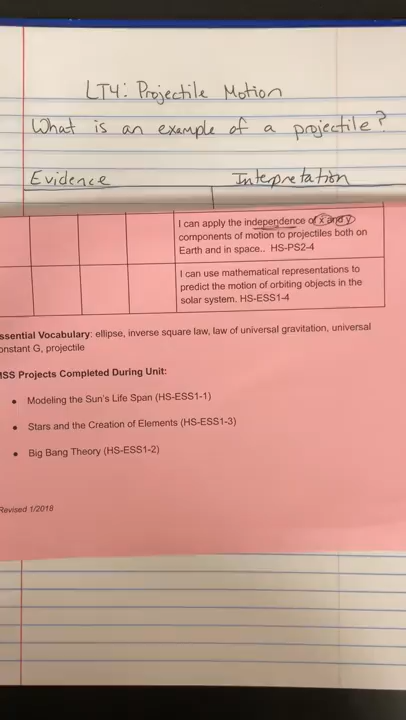 LT4: Projectile Motion
What is an example of a projectile?
Evidence Interpretation
I can apply the independence of x and y
components of motion to projectiles both on
Earth and in space.. HS-PS2-4
I can use mathematical representations to
predict the motion of orbiting objects in the
solar system. HS-ESS1-4
ssential Vocabulary: ellipse, inverse square law, law of universal gravitation, universal
onstant G, projectile
ISS Projects Completed During Unit:
• Modeling the Sun's Life Span (HS-ESS1-1)
• Stars and the Creation of Elements (HS-ESS1-3)
• Big Bang Theory (HS-ESS1-2)
Revised 1/2018